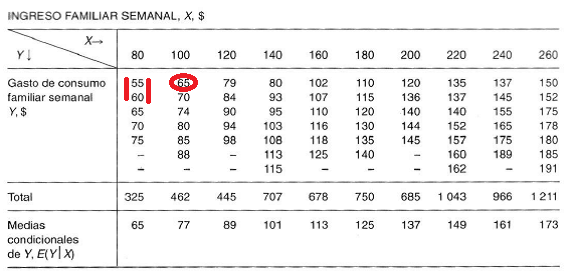 INGRESO FAMILIAR SEMANAL, X, $
X→
Y↓ 80 100 120 140 160 180 200 220 240 260
Gasto de consumo 55 65 79 80 102 110 120 135 137 150
familiar semanal 60 70 84 93 107 115 136 137 145 152
Y, $ 65 74 90 95 110 120 140 140 155 175
70 80 94 103 116 130 144 152 165 178
75 85 98 108 118 135 145 157 175 180
– 88 – 113 125 140 – 160 189 185
– – – 115 – – – 162 – 191
Total 325 462 445 707 678 750 685 1 043 966 1 211
Medias 65 77 89 101 113 125 137 149 161 173
condicionales
de Y, E(Y|X)